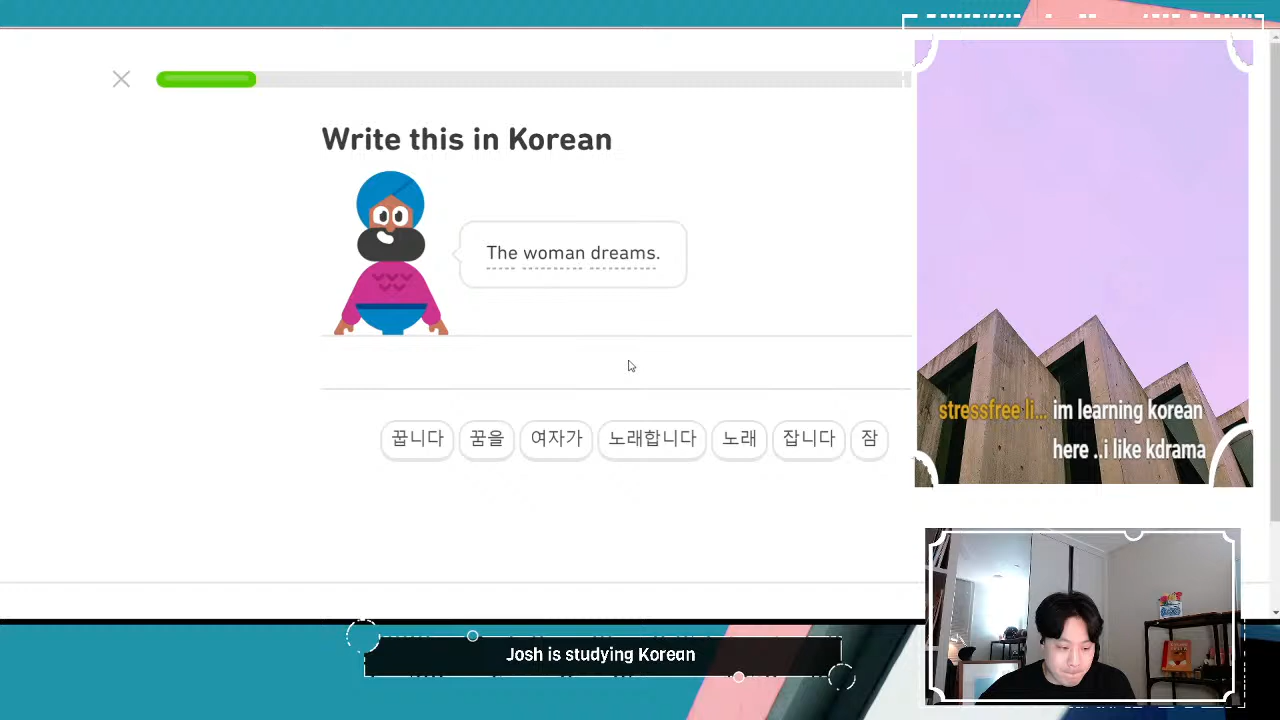 Write this in Korean
The woman dreams.
꿉니다 꿈을 여자가 노래합니다 노래 잡니다 잠
stressfree li... im learning korean
here ..i like kdrama
Josh is studying Korean